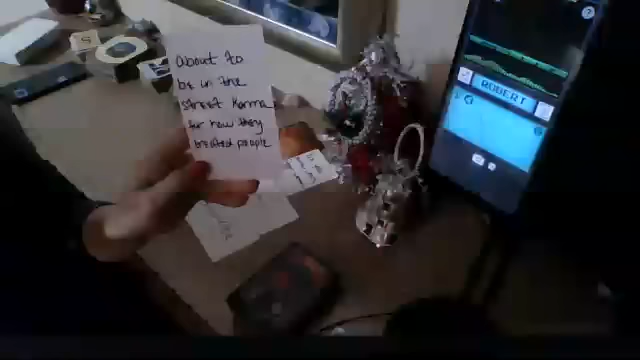 about to
be in the
street Karma
for how they
treated people
ROBERT